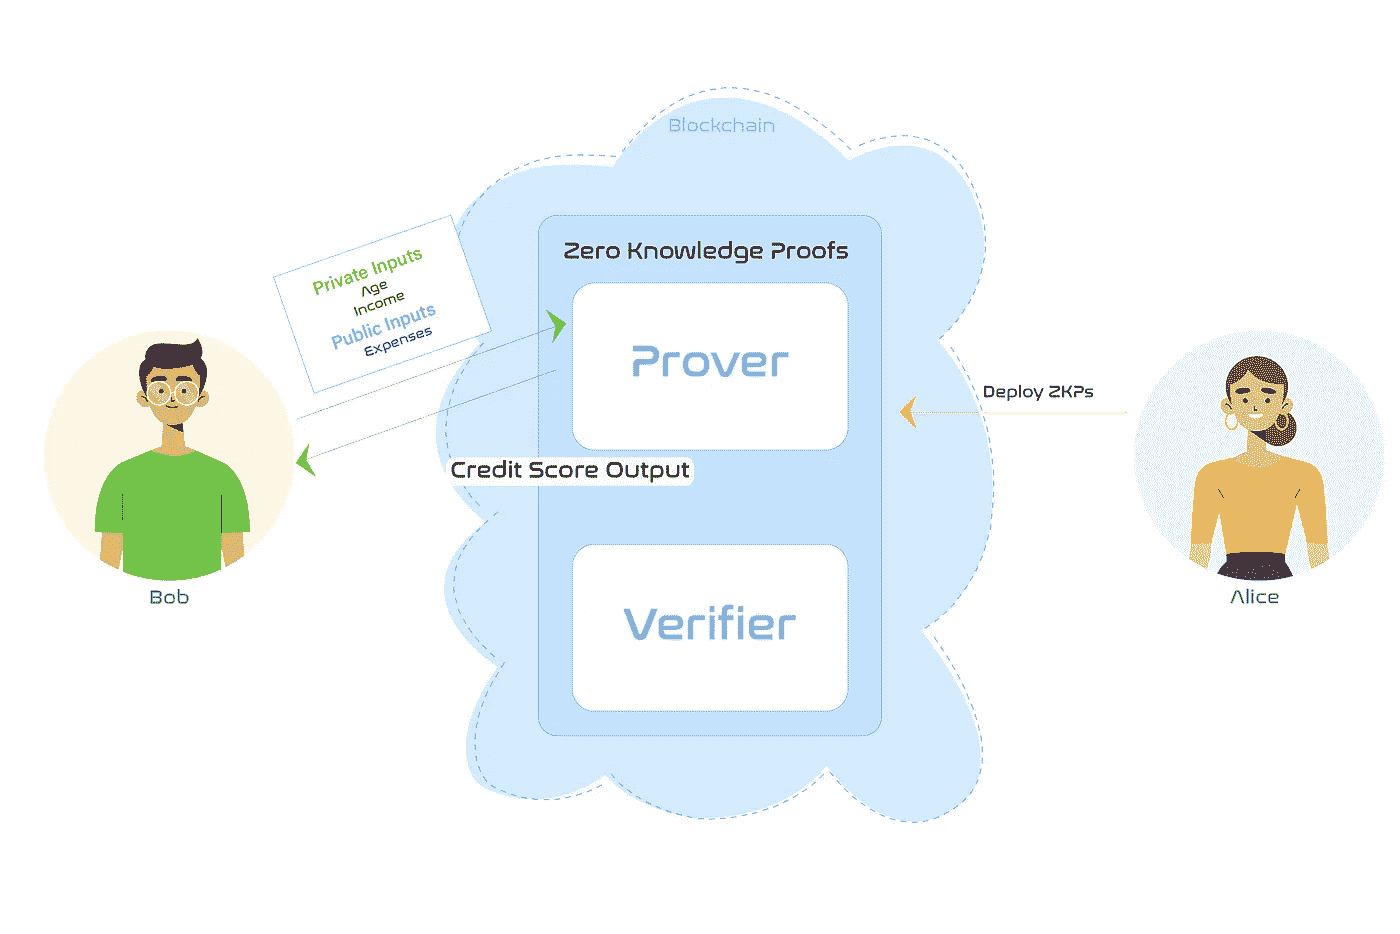 Blockchain
Zero Knowledge Proofs
Private Inputs
Age
Income
Public Inputs
Expenses
Prover
Deploy ZKPs
Credit Score Output
Bob
Alice
Verifier